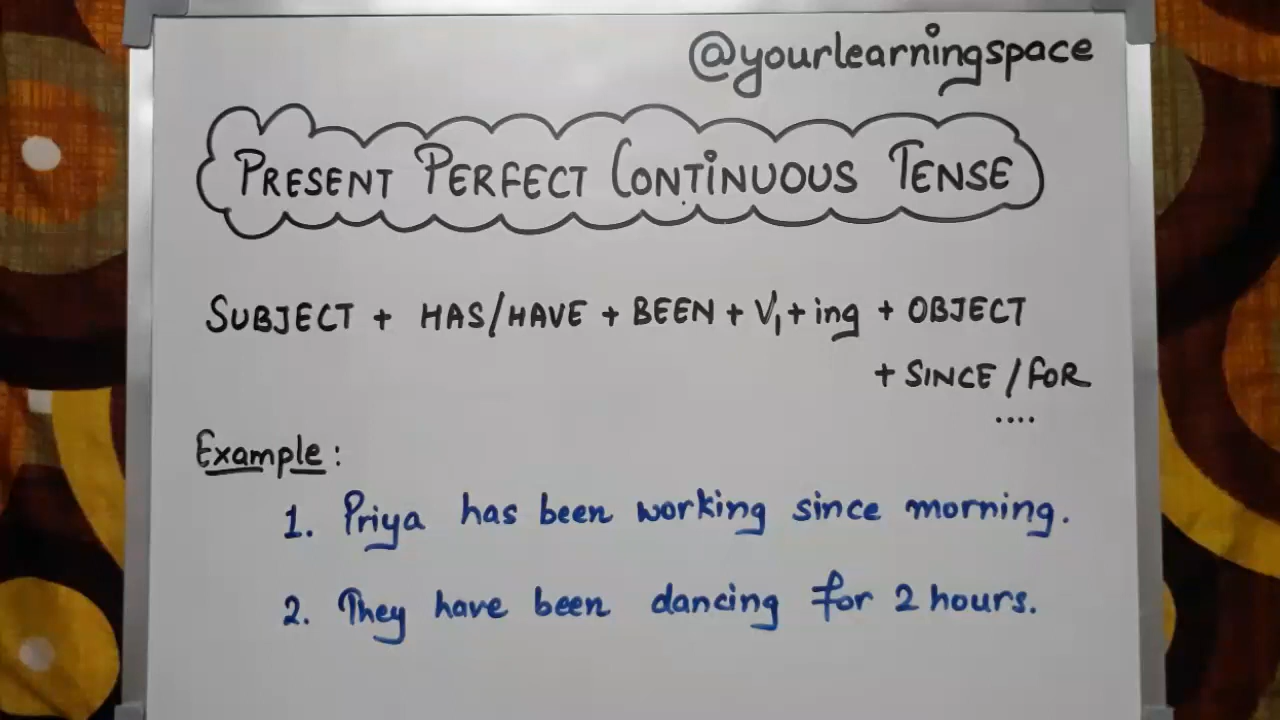 @yourlearningspace
PRESENT PERFECT CONTINUOUS TENSE
SUBJECT + HAS/HAVE + BEEN + V₁ + ing + OBJECT
+ SINCE / FOR
....
Example :
1. Priya has been working since morning.
2. They have been dancing for 2 hours.